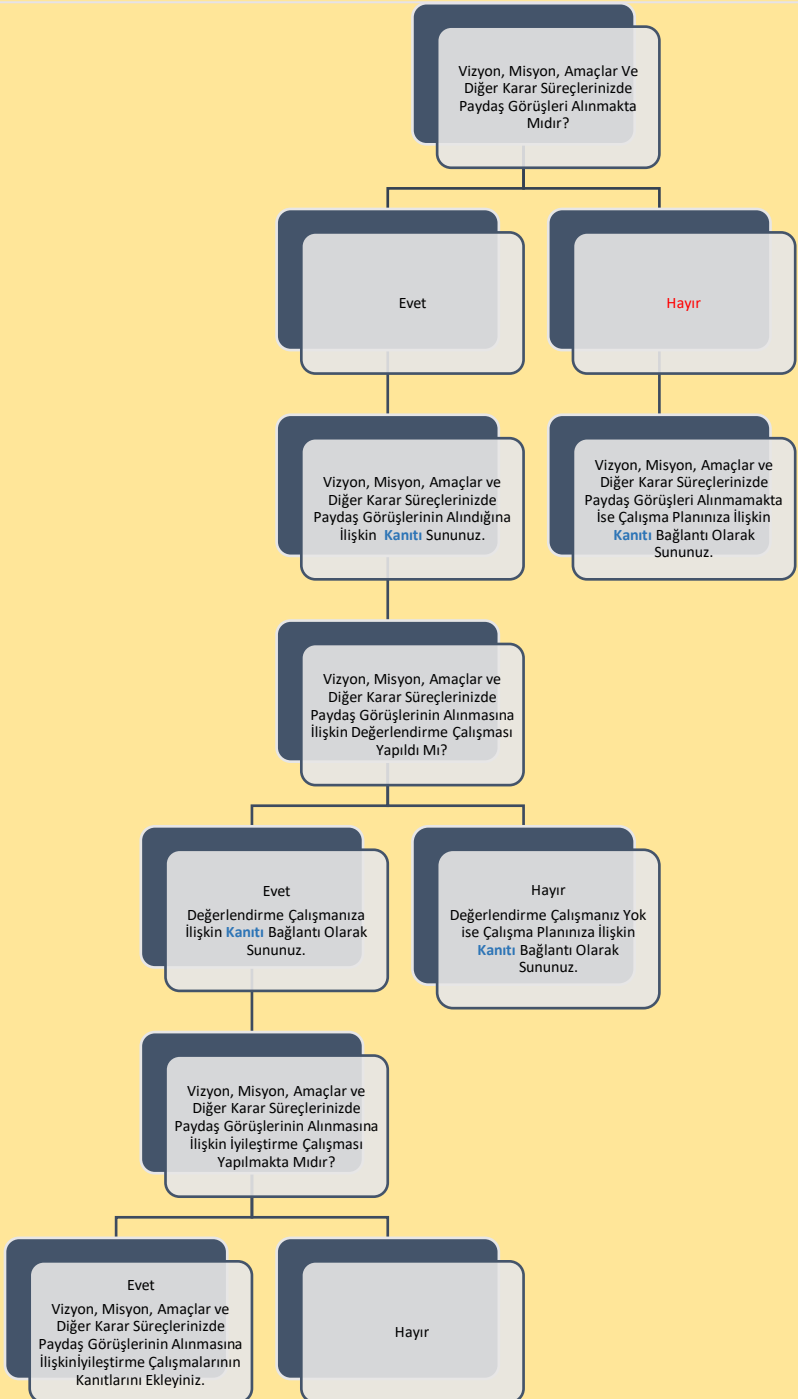 Vizyon, Misyon, Amaçlar Ve
Diğer Karar Süreçlerinizde
Paydaş Görüşleri Alınmakta
Mıdır?
Evet
Hayır
Vizyon, Misyon, Amaçlar ve
Diğer Karar Süreçlerinizde
Paydaş Görüşlerinin Alındığına
İlişkin Kanıtı Sununuz.
Vizyon, Misyon, Amaçlar ve
Diğer Karar Süreçlerinizde
Paydaş Görüşleri Alınmamakta
İse Çalışma Planınıza İlişkin
Kanıtı Bağlantı Olarak
Sununuz.
Vizyon, Misyon, Amaçlar ve
Diğer Karar Süreçlerinizde
Paydaş Görüşlerinin Alınmasına
İlişkin Değerlendirme Çalışması
Yapıldı Mı?
Evet
Değerlendirme Çalışmanıza
İlişkin Kanıtı Bağlantı Olarak
Sununuz.
Hayır
Değerlendirme Çalışmanız Yok
ise Çalışma Planınıza İlişkin
Kanıtı Bağlantı Olarak
Sununuz.
Vizyon, Misyon, Amaçlar ve
Diğer Karar Süreçlerinizde
Paydaş Görüşlerinin Alınmasına
İlişkin İyileştirme Çalışması
Yapılmakta Mıdır?
Evet
Vizyon, Misyon, Amaçlar ve
Diğer Karar Süreçlerinizde
Paydaş Görüşlerinin Alınmasına
İlişkinİyileştirme Çalışmalarının
Kanıtlarını Ekleyiniz.
Hayır